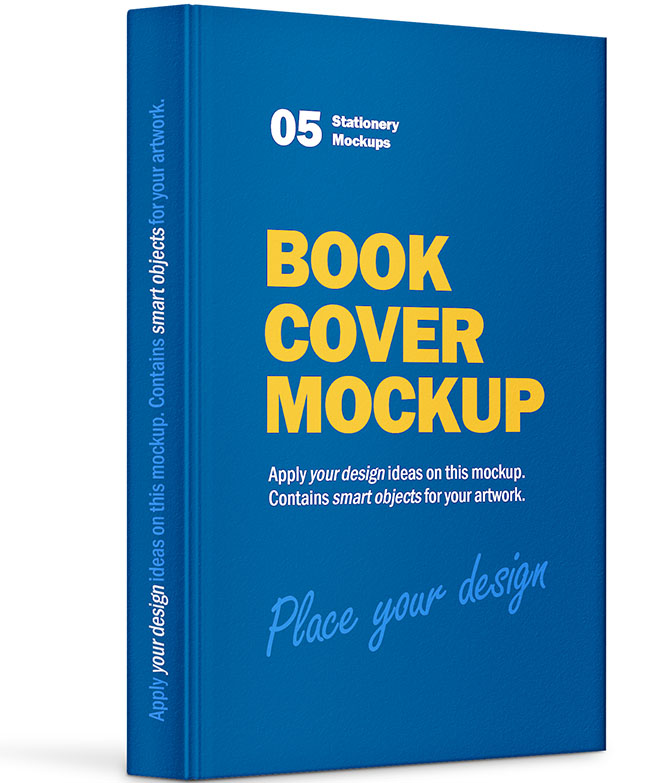 Apply your design ideas on this mockup. Contains smart objects for your artwork.
05
Stationery
Mockups
BOOK
COVER
MOCKUP
Apply your design ideas on this mockup.
Contains smart objects for your artwork.
Place your design